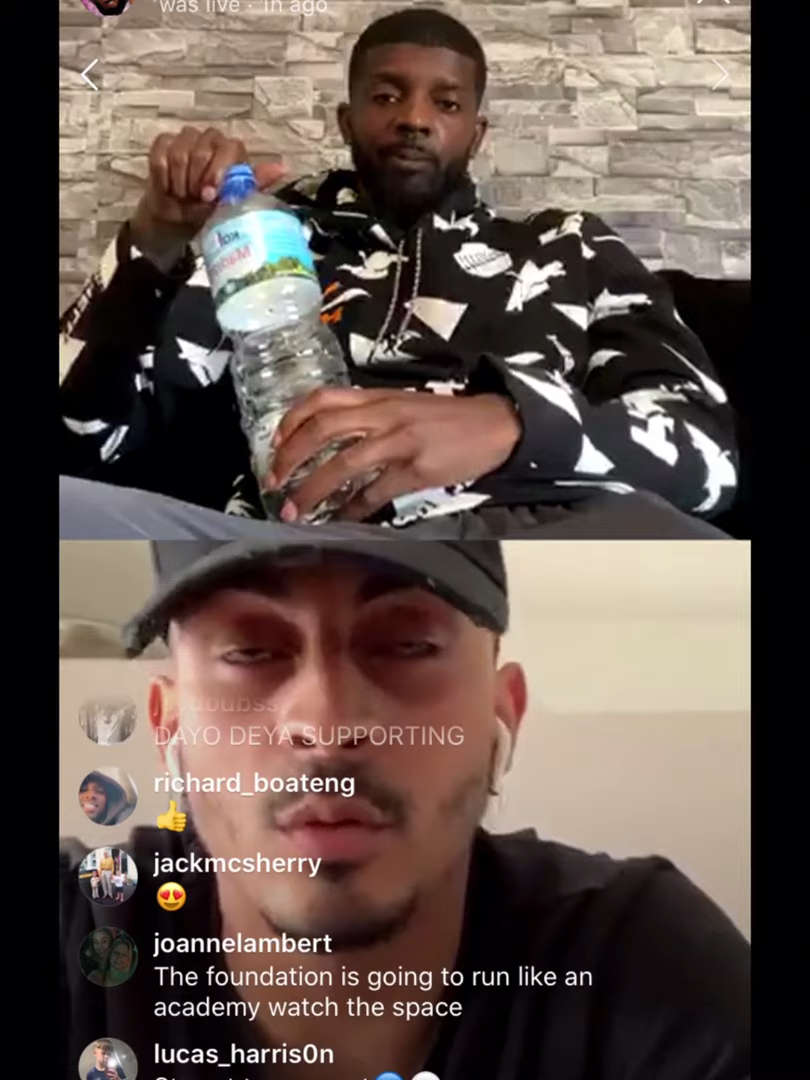 was live · 1h ago
DAYO DEYA SUPPORTING
richard_boateng
👍
jackmcsherry
😍
joannelambert
The foundation is going to run like an
academy watch the space
lucas_harris0n